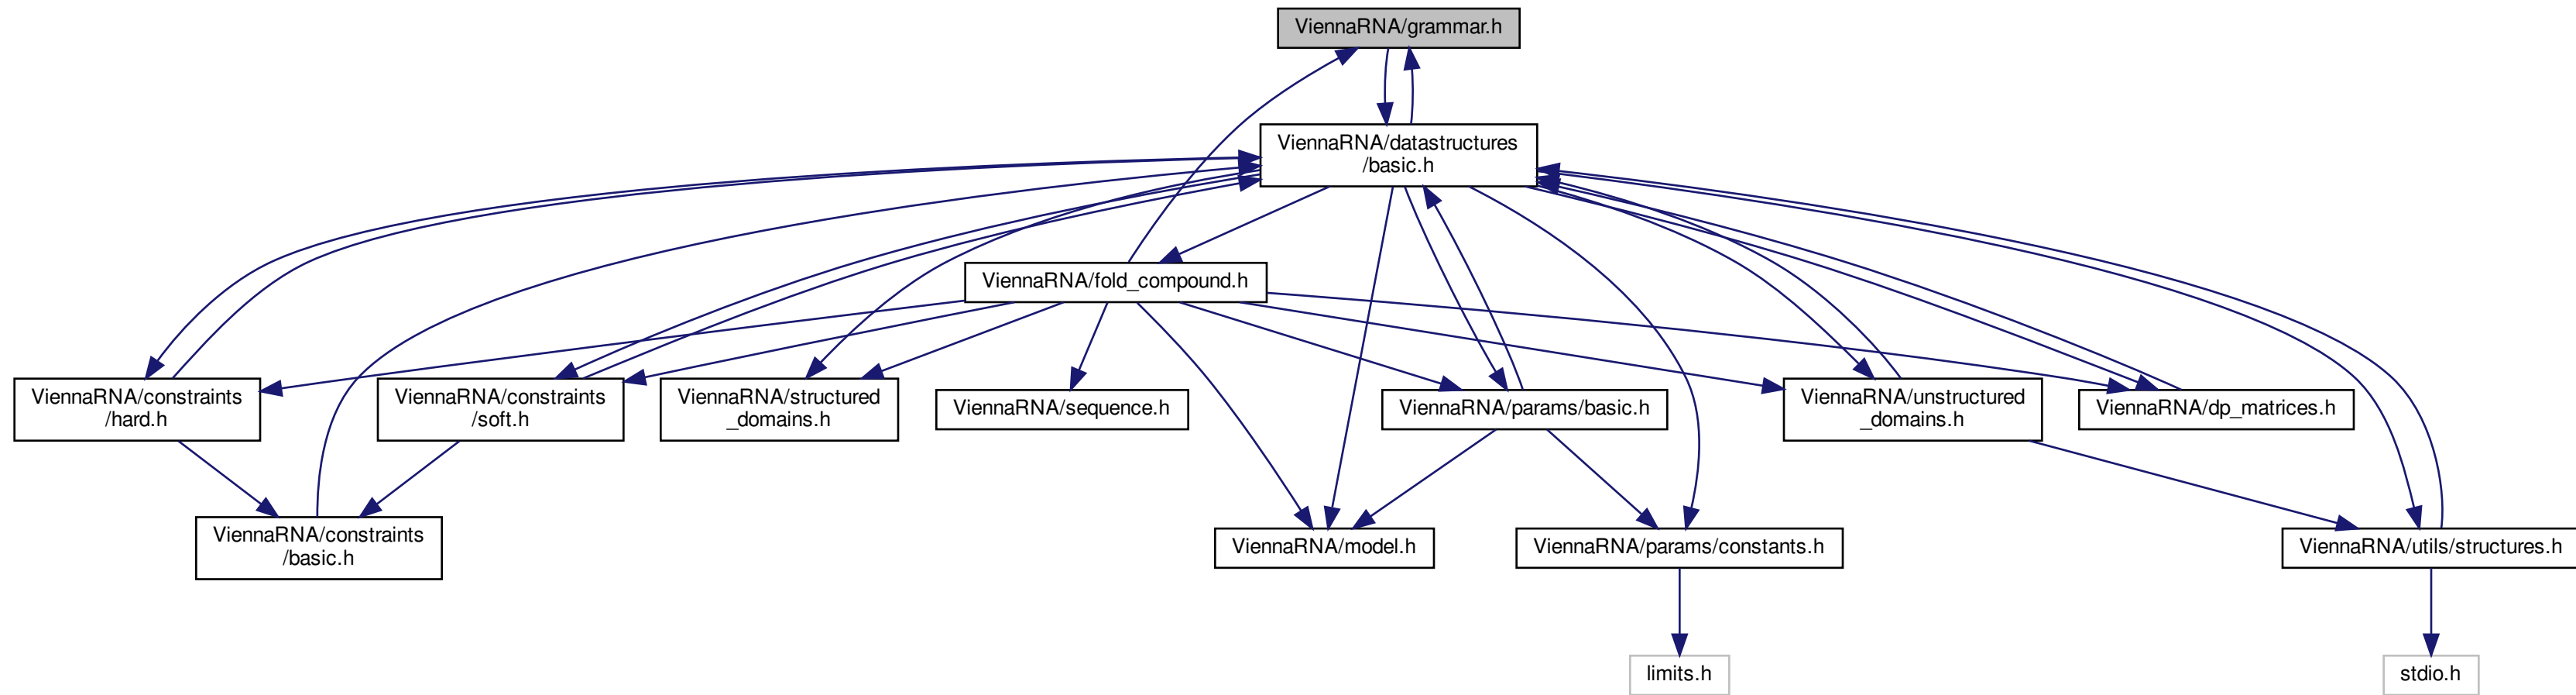 ViennaRNA/grammar.h
ViennaRNA/datastructures
/basic.h
ViennaRNA/fold_compound.h
ViennaRNA/constraints
/hard.h
ViennaRNA/constraints
/soft.h
ViennaRNA/structured
_domains.h
ViennaRNA/sequence.h
ViennaRNA/params/basic.h
ViennaRNA/unstructured
_domains.h
ViennaRNA/dp_matrices.h
ViennaRNA/constraints
/basic.h
ViennaRNA/model.h
ViennaRNA/params/constants.h
ViennaRNA/utils/structures.h
limits.h
stdio.h